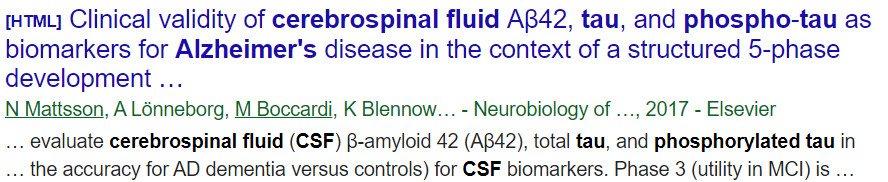 [HTML] Clinical validity of cerebrospinal fluid Aβ42, tau, and phospho-tau as
biomarkers for Alzheimer's disease in the context of a structured 5-phase
development …
N Mattsson, A Lönneborg, M Boccardi, K Blennow… - Neurobiology of …, 2017 - Elsevier
… evaluate cerebrospinal fluid (CSF) β-amyloid 42 (Aβ42), total tau, and phosphorylated tau in
… the accuracy for AD dementia versus controls) for CSF biomarkers. Phase 3 (utility in MCI) is …